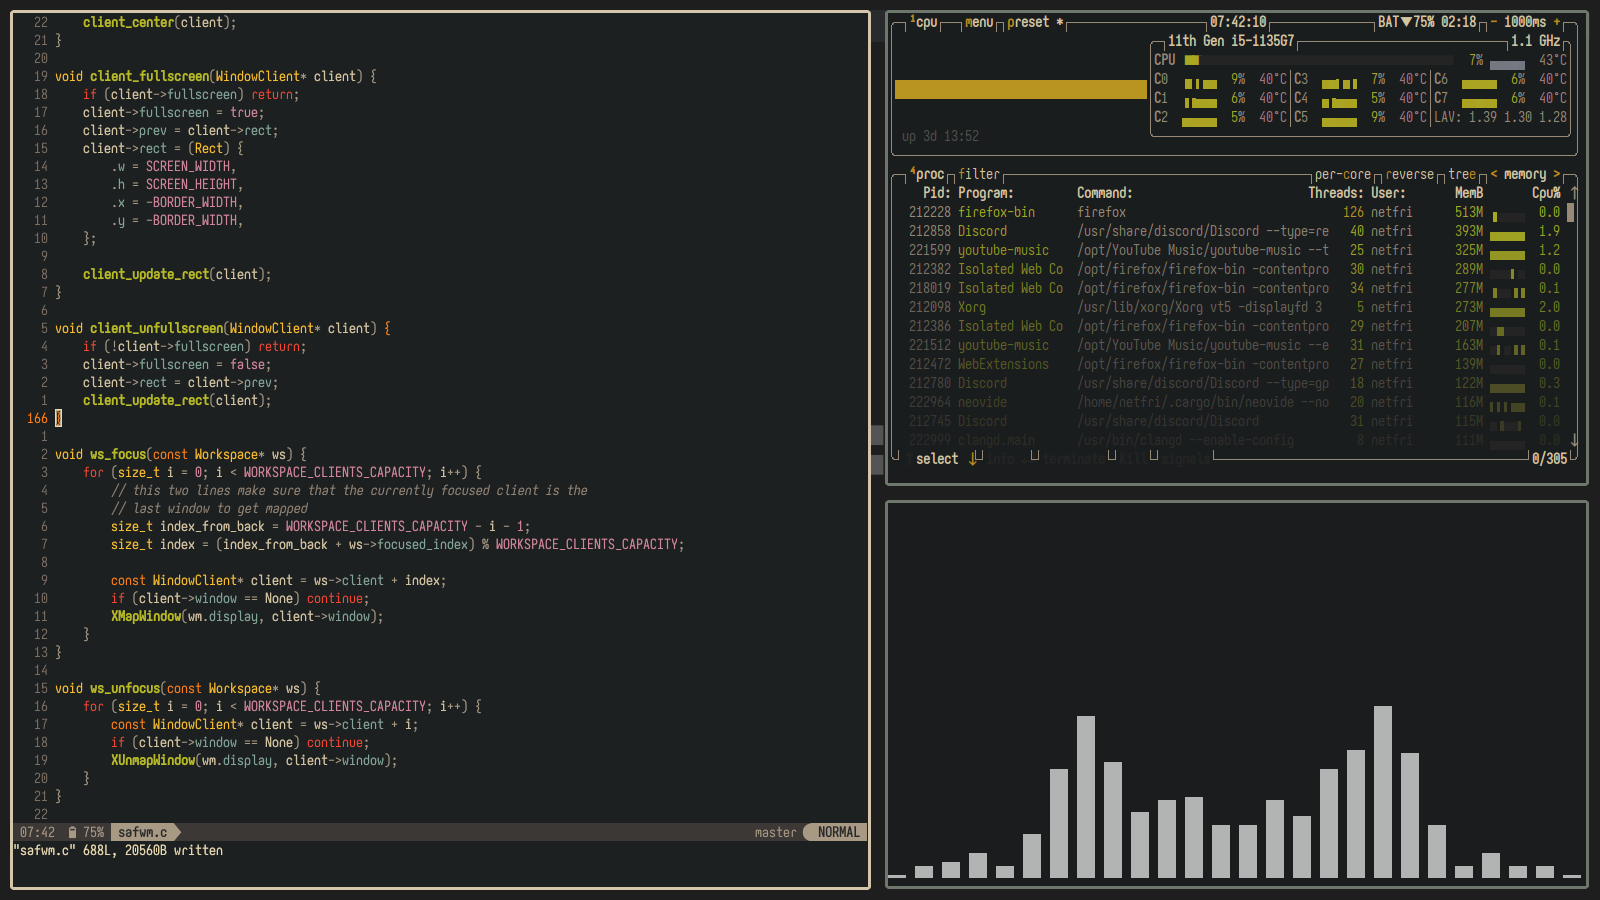 22 client_center(client);
21 }
20
19 void client_fullscreen(WindowClient* client) {
18 if (client->fullscreen) return;
17 client->fullscreen = true;
16 client->prev = client->rect;
15 client->rect = (Rect) {
14 .w = SCREEN_WIDTH,
13 .h = SCREEN_HEIGHT,
12 .x = -BORDER_WIDTH,
11 .y = -BORDER_WIDTH,
10 };
9
8 client_update_rect(client);
7 }
6
5 void client_unfullscreen(WindowClient* client) {
4 if (!client->fullscreen) return;
3 client->fullscreen = false;
2 client->rect = client->prev;
1 client_update_rect(client);
166 }
1
2 void ws_focus(const Workspace* ws) {
3 for (size_t i = 0; i < WORKSPACE_CLIENTS_CAPACITY; i++) {
4 // this two lines make sure that the currently focused client is the
5 // last window to get mapped
6 size_t index_from_back = WORKSPACE_CLIENTS_CAPACITY - i - 1;
7 size_t index = (index_from_back + ws->focused_index) % WORKSPACE_CLIENTS_CAPACITY;
8
9 const WindowClient* client = ws->client + index;
10 if (client->window == None) continue;
11 XMapWindow(wm.display, client->window);
12 }
13 }
14
15 void ws_unfocus(const Workspace* ws) {
16 for (size_t i = 0; i < WORKSPACE_CLIENTS_CAPACITY; i++) {
17 const WindowClient* client = ws->client + i;
18 if (client->window == None) continue;
19 XUnmapWindow(wm.display, client->window);
20 }
21 }
22
07:42 75% safwm.c master NORMAL
"safwm.c" 688L, 20560B written
¹cpu menu preset * 07:42:10 BAT▼75% 02:18 - 1000ms +
11th Gen i5-1135G7 1.1 GHz
CPU 7% 43°C
C0 9% 40°C C3 7% 40°C C6 6% 40°C
C1 6% 40°C C4 5% 40°C C7 6% 40°C
C2 5% 40°C C5 9% 40°C LAV: 1.39 1.30 1.28
up 3d 13:52
⁴proc filter per-core reverse tree < memory >
Pid: Program: Command: Threads: User: MemB Cpu% ↑
212228 firefox-bin firefox 126 netfri 513M 0.0
212858 Discord /usr/share/discord/Discord --type=re 40 netfri 393M 1.9
221599 youtube-music /opt/YouTube Music/youtube-music --t 25 netfri 325M 1.2
212382 Isolated Web Co /opt/firefox/firefox-bin -contentpro 30 netfri 289M 0.0
218019 Isolated Web Co /opt/firefox/firefox-bin -contentpro 34 netfri 277M 0.1
212098 Xorg /usr/lib/xorg/Xorg vt5 -displayfd 3 5 netfri 273M 2.0
212386 Isolated Web Co /opt/firefox/firefox-bin -contentpro 29 netfri 207M 0.0
221512 youtube-music /opt/YouTube Music/youtube-music --e 31 netfri 163M 0.1
212472 WebExtensions /opt/firefox/firefox-bin -contentpro 27 netfri 139M 0.0
212780 Discord /usr/share/discord/Discord --type=gp 18 netfri 122M 0.3
222964 neovide /home/netfri/.cargo/bin/neovide --no 20 netfri 116M 0.1
212745 Discord /usr/share/discord/Discord 31 netfri 115M 0.0
222999 clangd.main /usr/bin/clangd --enable-config 8 netfri 111M 0.0 ↓
select ↓ info terminate kill signals 0/305